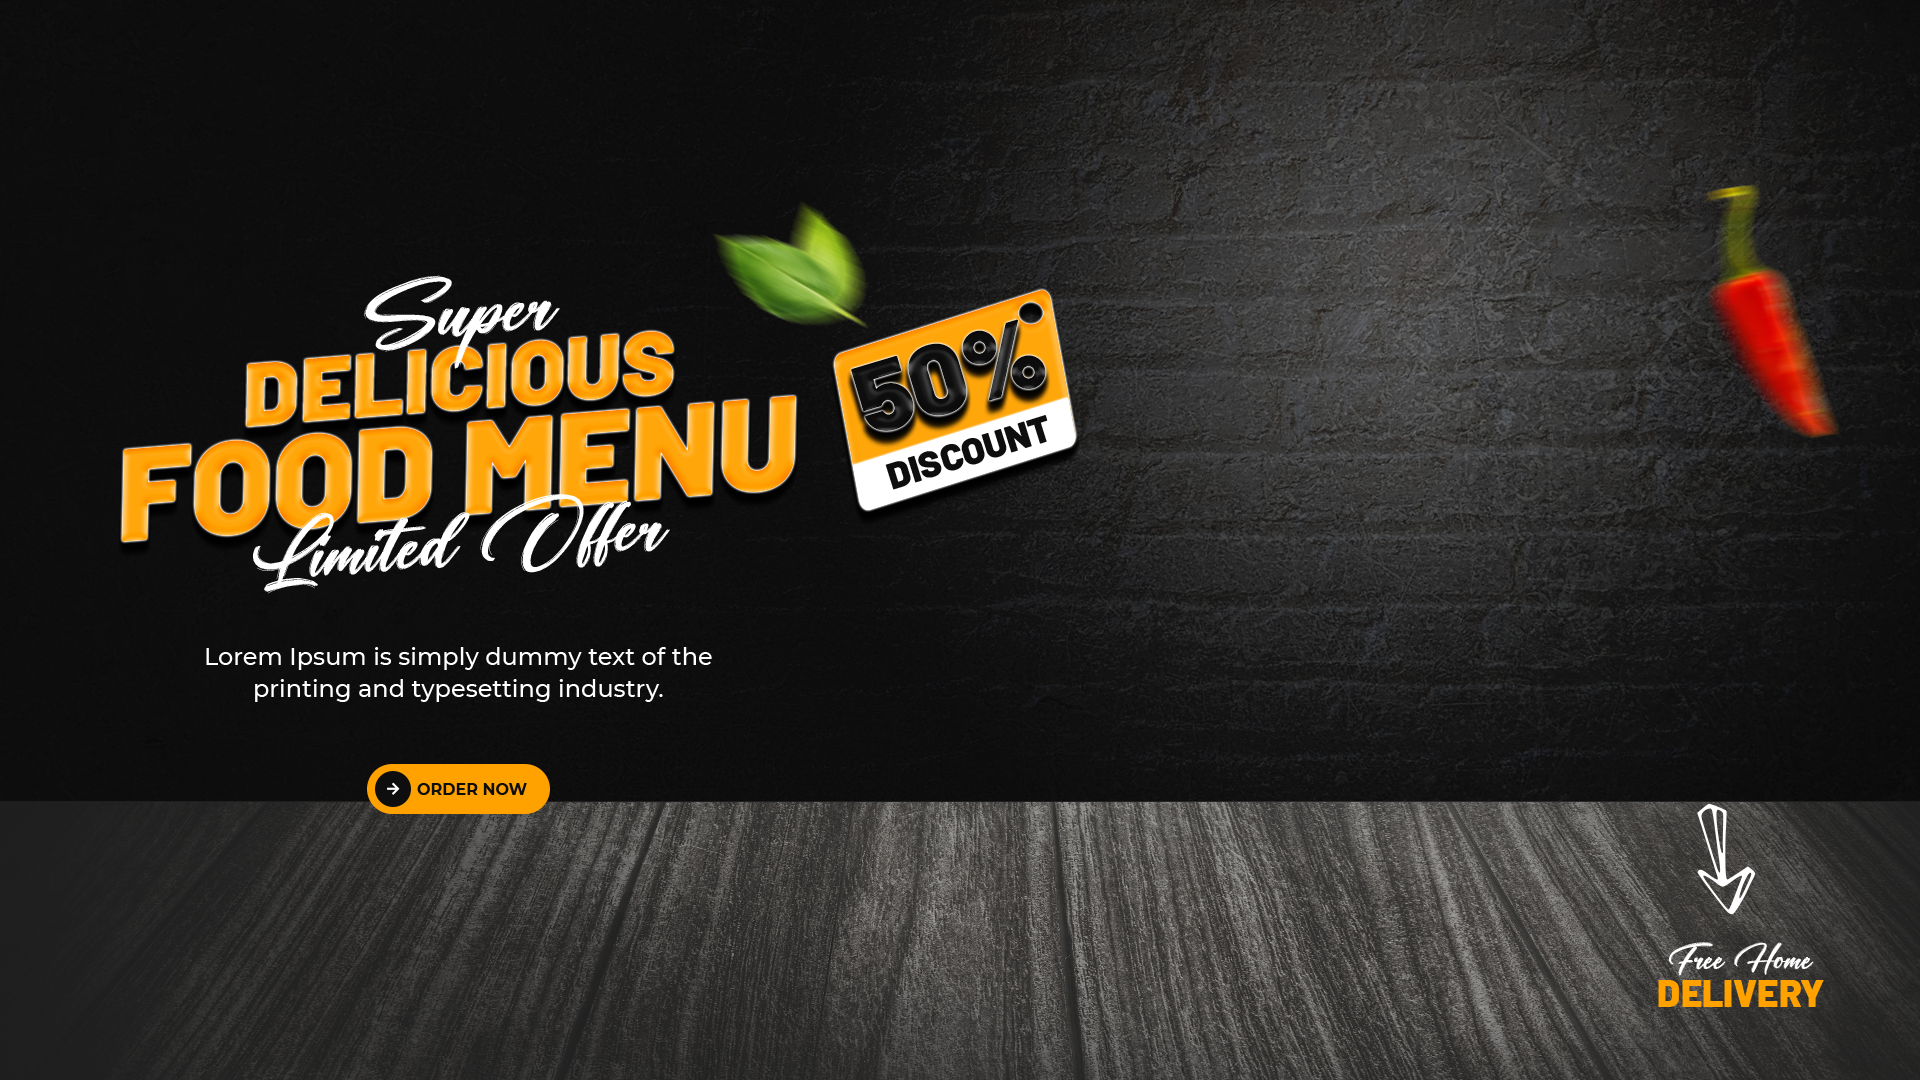 Super
DELICIOUS
FOOD MENU
Limited Offer
50%
DISCOUNT
Lorem Ipsum is simply dummy text of the
printing and typesetting industry.
ORDER NOW
Free Home
DELIVERY